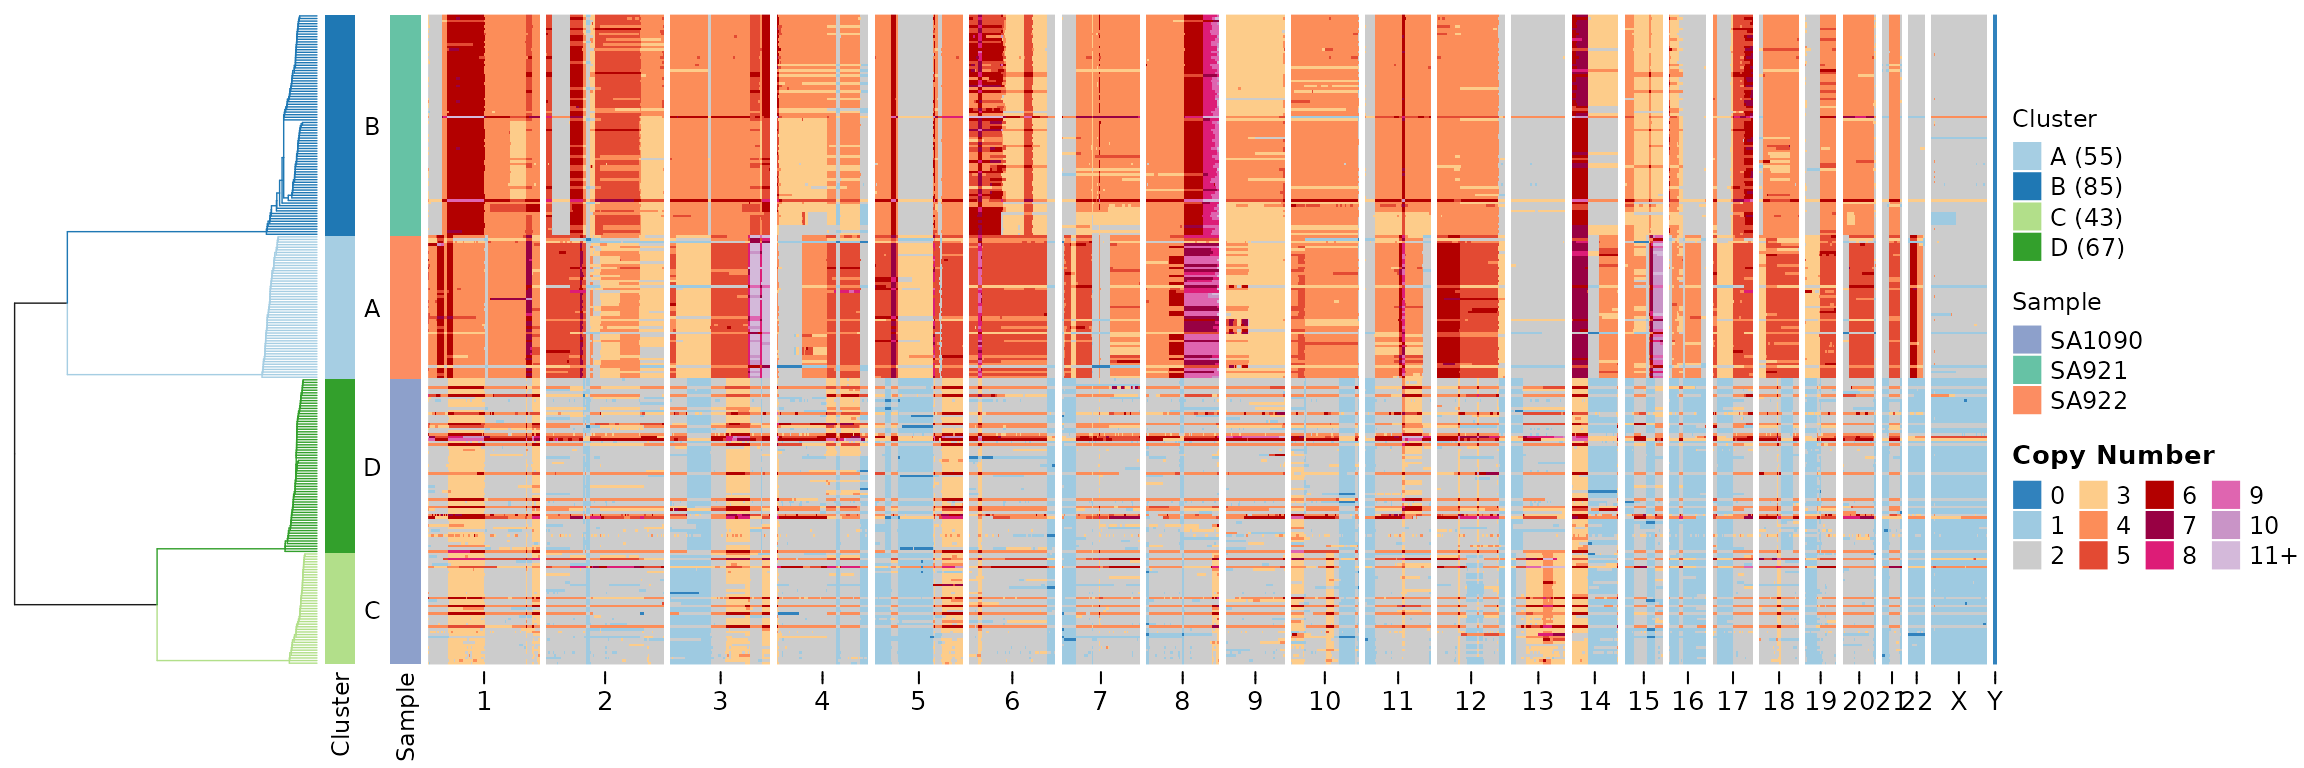 B
A
D
C
Cluster
Sample
1 2 3 4 5 6 7 8 9 10 11 12 13 14 15 16 17 18 19 20 21 22 X Y
Cluster
A (55)
B (85)
C (43)
D (67)
Sample
SA1090
SA921
SA922
Copy Number
0 3 6 9
1 4 7 10
2 5 8 11+